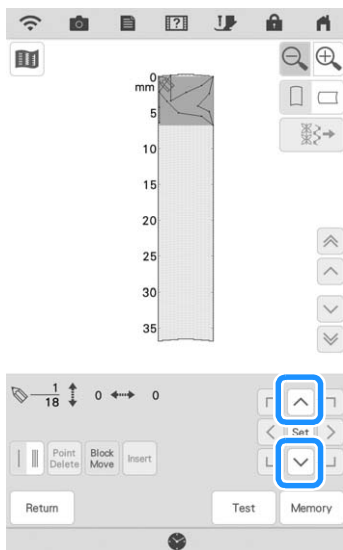 0
mm
5
10
15
20
25
30
35
1
18 0 0
Set
Point
Delete
Block
Move
Insert
Return Test Memory